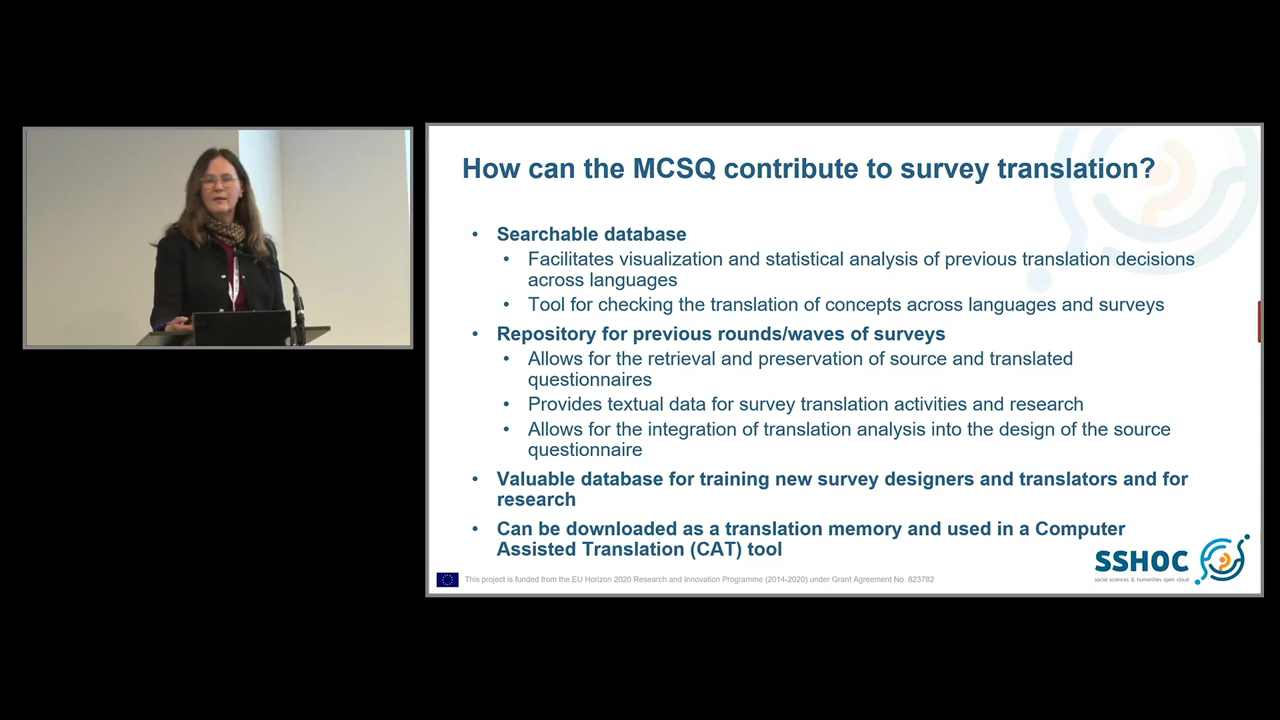 How can the MCSQ contribute to survey translation?
• Searchable database
• Facilitates visualization and statistical analysis of previous translation decisions
across languages
• Tool for checking the translation of concepts across languages and surveys
• Repository for previous rounds/waves of surveys
• Allows for the retrieval and preservation of source and translated
questionnaires
• Provides textual data for survey translation activities and research
• Allows for the integration of translation analysis into the design of the source
questionnaire
• Valuable database for training new survey designers and translators and for
research
• Can be downloaded as a translation memory and used in a Computer
Assisted Translation (CAT) tool
SSHOC
social sciences & humanities open cloud
This project is funded from the EU Horizon 2020 Research and Innovation Programme (2014-2020) under Grant Agreement No. 823782